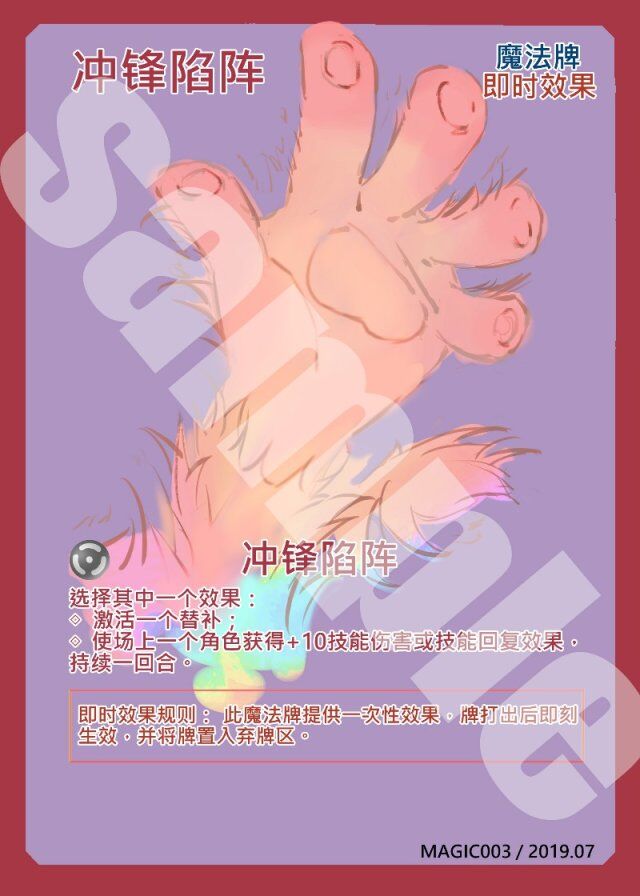 冲锋陷阵
魔法牌
即时效果
Sample
冲锋陷阵
选择其中一个效果：
◈ 激活一个替补；
◈ 使场上一个角色获得+10技能伤害或技能回复效果，
持续一回合。
即时效果规则： 此魔法牌提供一次性效果，牌打出后即刻
生效，并将牌置入弃牌区。
MAGIC003 / 2019.07